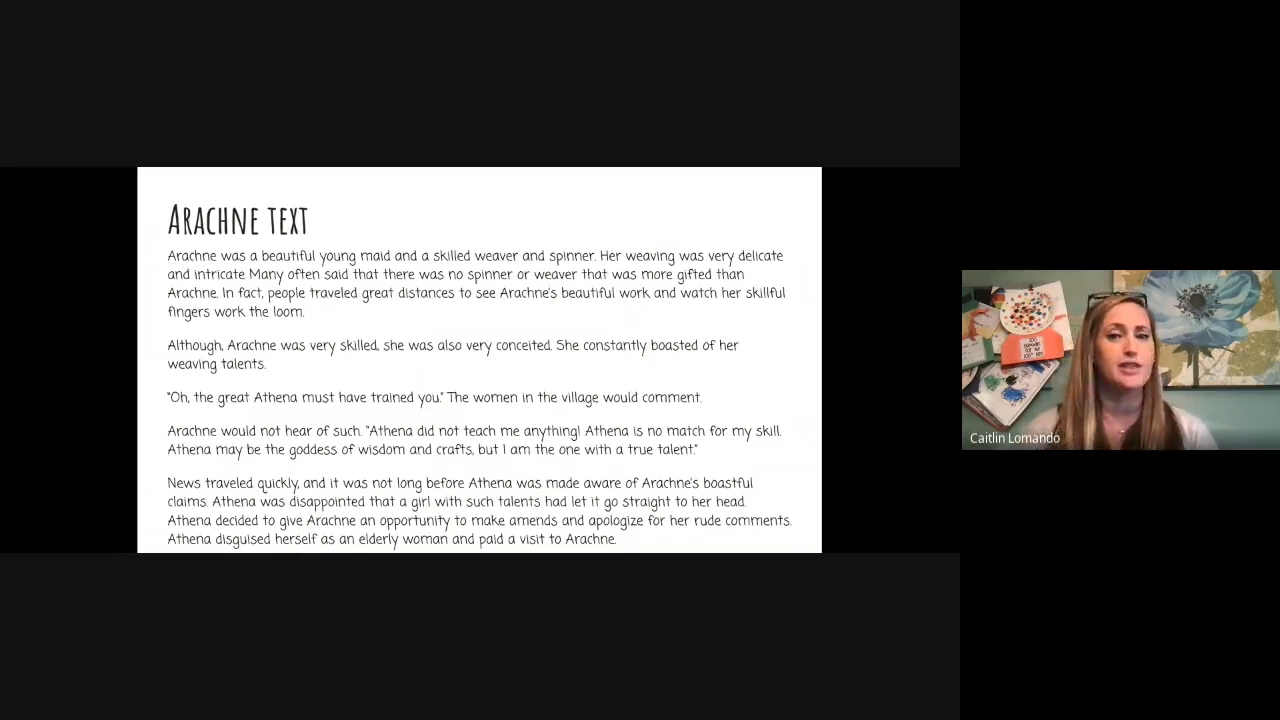 ARACHNE TEXT
Arachne was a beautiful young maid and a skilled weaver and spinner. Her weaving was very delicate
and intricate Many often said that there was no spinner or weaver that was more gifted than
Arachne. In fact, people traveled great distances to see Arachne's beautiful work and watch her skillful
fingers work the loom.
Although, Arachne was very skilled, she was also very conceited. She constantly boasted of her
weaving talents.
"Oh, the great Athena must have trained you." The women in the village would comment.
Arachne would not hear of such. "Athena did not teach me anything! Athena is no match for my skill.
Athena may be the goddess of wisdom and crafts, but I am the one with a true talent."
News traveled quickly, and it was not long before Athena was made aware of Arachne's boastful
claims. Athena was disappointed that a girl with such talents had let it go straight to her head.
Athena decided to give Arachne an opportunity to make amends and apologize for her rude comments.
Athena disguised herself as an elderly woman and paid a visit to Arachne.
Caitlin Lomando